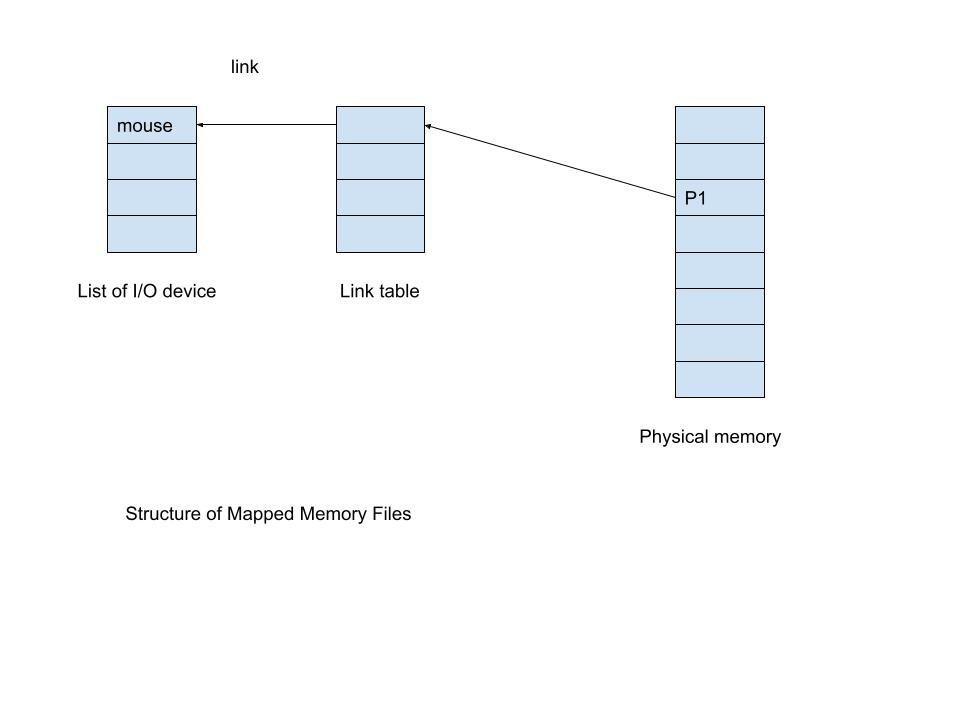 link
mouse
P1
List of I/O device
Link table
Physical memory
Structure of Mapped Memory Files